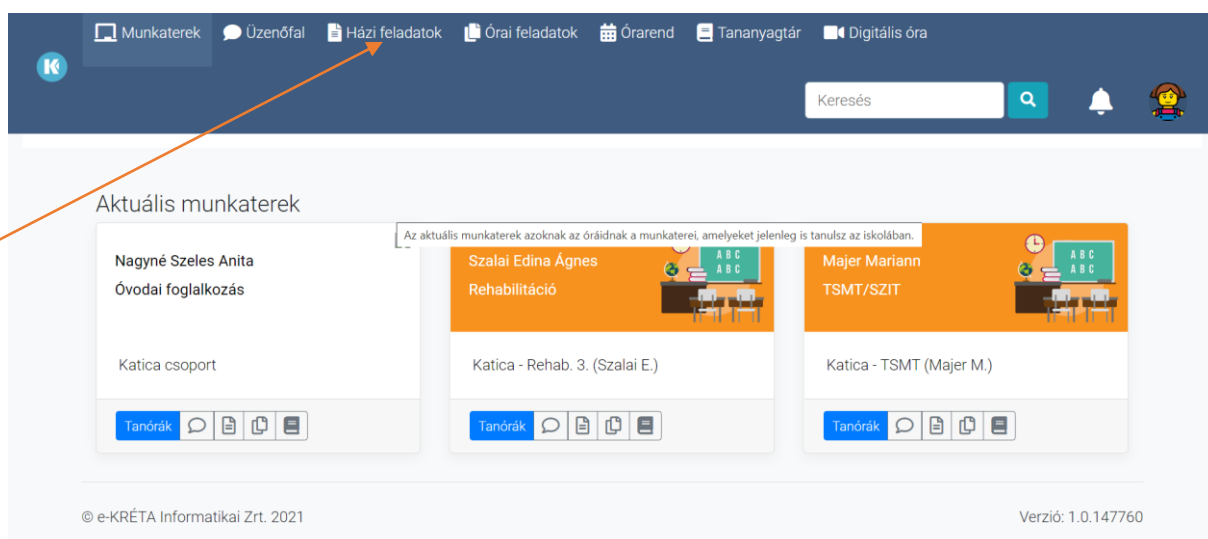 Munkaterek Üzenőfal Házi feladatok Órai feladatok Órarend Tananyagtár Digitális óra
K
Keresés
Aktuális munkaterek
Az aktuális munkaterek azoknak az óráidnak a munkaterei, amelyeket jelenleg is tanulsz az iskolában.
Nagyné Szeles Anita
Óvodai foglalkozás
Katica csoport
Tanórák
Szalai Edina Ágnes
Rehabilitáció
A B C
A B C
Katica - Rehab. 3. (Szalai E.)
Tanórák
Majer Mariann
TSMT/SZIT
A B C
A B C
Katica - TSMT (Majer M.)
Tanórák
© e-KRÉTA Informatikai Zrt. 2021
Verzió: 1.0.147760